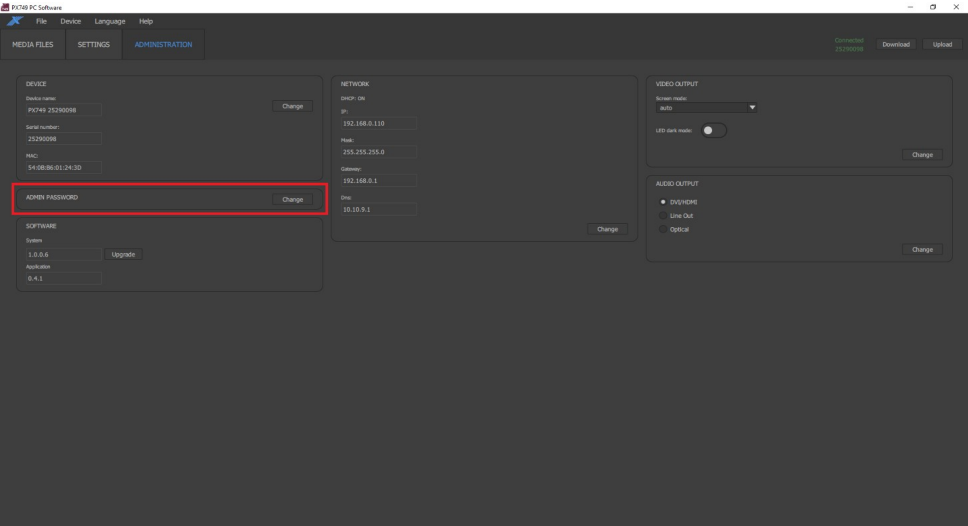 PX749 PC Software
File Device Language Help
MEDIA FILES SETTINGS ADMINISTRATION
Connected
25290098
Download Upload
DEVICE
Device name:
PX749 25290098
Change
Serial number:
25290098
MAC:
54:0B:B6:01:24:3D
ADMIN PASSWORD
Change
SOFTWARE
System
1.0.0.6 Upgrade
Application
0.4.1
NETWORK
DHCP: ON
IP:
192.168.0.110
Mask:
255.255.255.0
Gateway:
192.168.0.1
Dns:
10.10.9.1
Change
VIDEO OUTPUT
Screen mode:
auto
LED dark mode:
Change
AUDIO OUTPUT
DVI/HDMI
Line Out
Optical
Change